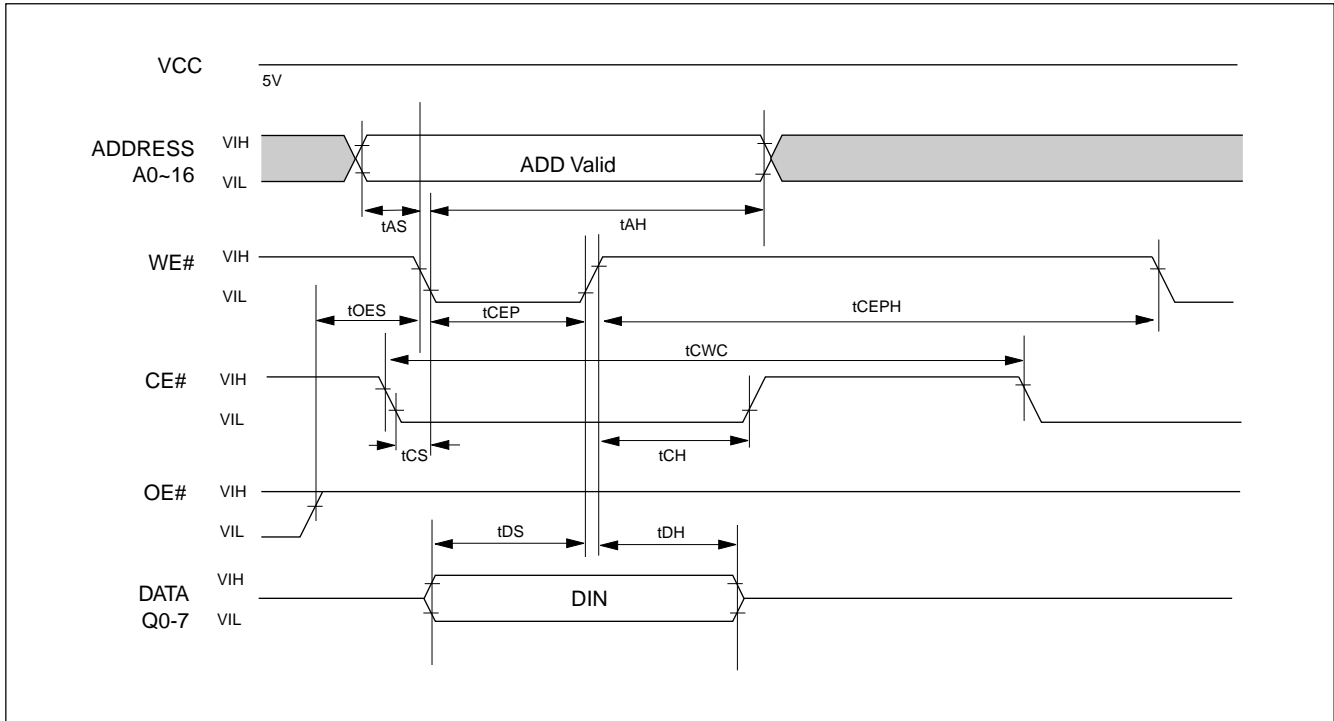 VCC
5V
ADDRESS
A0~16
VIH
VIL
ADD Valid
tAS
tAH
WE#
VIH
VIL
tOES
tCEP
tCEPH
tCWC
CE#
VIH
VIL
tCS
tCH
OE#
VIH
VIL
tDS
tDH
DATA
Q0-7
VIH
VIL
DIN